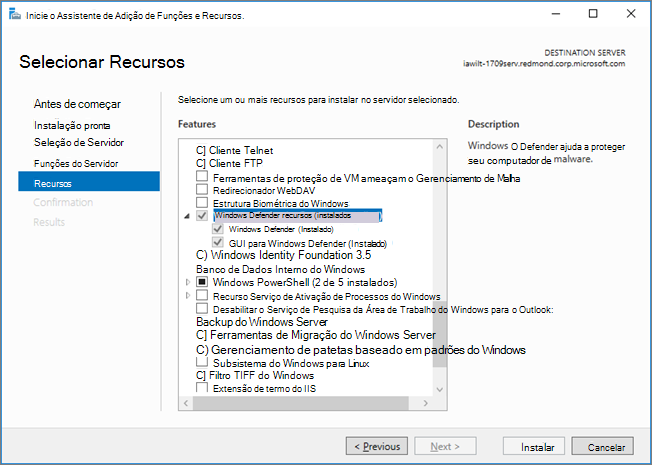 Inicie o Assistente de Adição de Funções e Recursos.
Selecionar Recursos
DESTINATION SERVER
iawilt-1709serv.redmond.corp.microsoft.com
Antes de começar
Instalação pronta
Seleção de Servidor
Funções do Servidor
Recursos
Confirmation
Results
Selecione um ou mais recursos para instalar no servidor selecionado.
Features
C] Cliente Telnet
C] Cliente FTP
Ferramentas de proteção de VM ameaçam o Gerenciamento de Malha
Redirecionador WebDAV
Estrutura Biométrica do Windows
Windows Defender recursos (instalados )
Windows Defender (Instalado)
GUI para Windows Defender (Instalado)
C) Windows Identity Foundation 3.5
Banco de Dados Interno do Windows
Windows PowerShell (2 de 5 instalados)
Recurso Serviço de Ativação de Processos do Windows
Desabilitar o Serviço de Pesquisa da Área de Trabalho do Windows para o Outlook:
Backup do Windows Server
C] Ferramentas de Migração do Windows Server
C) Gerenciamento de patetas baseado em padrões do Windows
Subsistema do Windows para Linux
C] Filtro TIFF do Windows
Extensão de termo do IIS
Description
Windows O Defender ajuda a proteger
seu computador de malware.
< Previous
Next >
Instalar
Cancelar